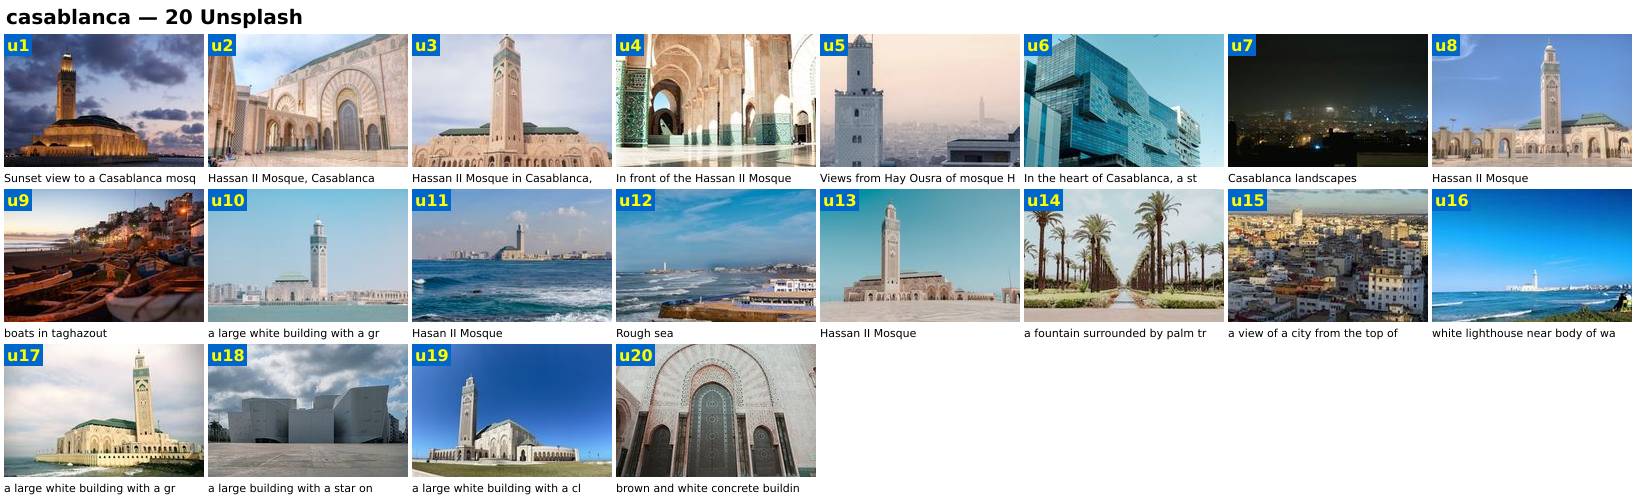 casablanca — 20 Unsplash
u1
u2
u3
u4
u5
u6
u7
u8
Sunset view to a Casablanca mosq
Hassan II Mosque, Casablanca
Hassan II Mosque in Casablanca,
In front of the Hassan II Mosque
Views from Hay Ousra of mosque H
In the heart of Casablanca, a st
Casablanca landscapes
Hassan II Mosque
u9
u10
u11
u12
u13
u14
u15
u16
boats in taghazout
a large white building with a gr
Hasan II Mosque
Rough sea
Hassan II Mosque
a fountain surrounded by palm tr
a view of a city from the top of
white lighthouse near body of wa
u17
u18
u19
u20
a large white building with a gr
a large building with a star on
a large white building with a cl
brown and white concrete buildin